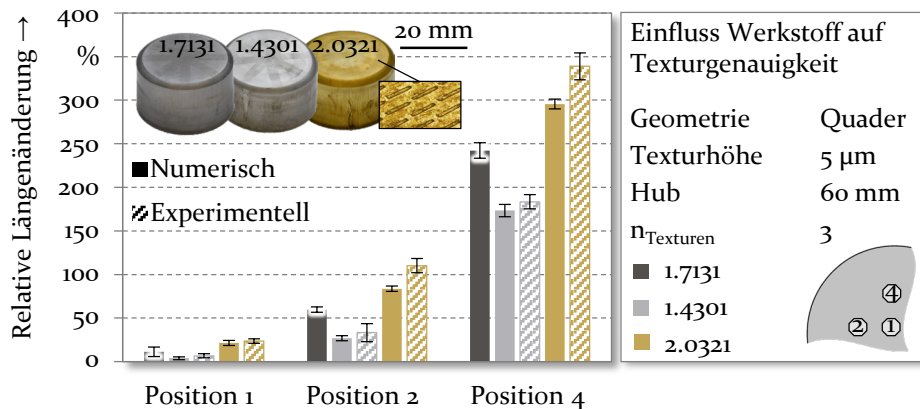 Relative Längenänderung →
400
%
300
250
200
150
100
50
0
1.7131
1.4301
2.0321
20 mm
Numerisch
Experimentell
Position 1
Position 2
Position 4
Einfluss Werkstoff auf
Texturgenauigkeit
Geometrie Quader
Texturhöhe 5 µm
Hub 60 mm
nTexturen 3
1.7131
1.4301
2.0321
4
2 1